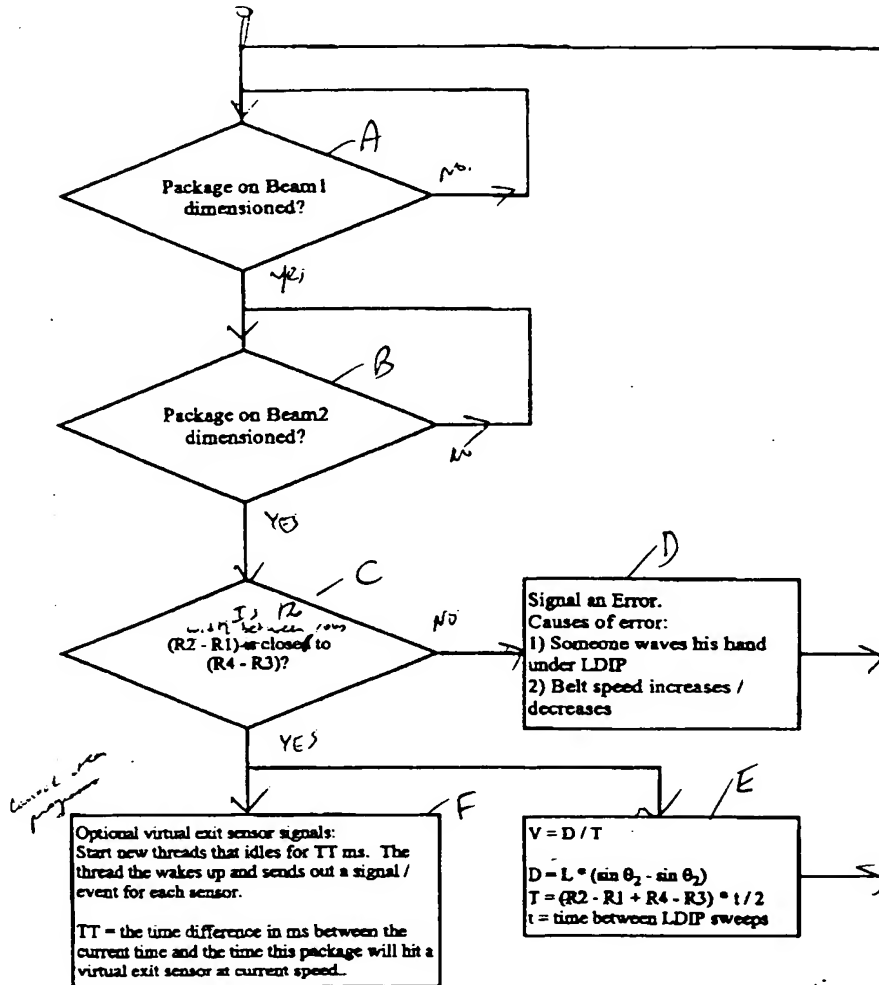 A
Package on Beam1
dimensioned?
No.
Yes
B
Package on Beam2
dimensioned?
No
YES
C
Is the
width between rows
(R2 - R1) is close to
(R4 - R3)?
NO
D
Signal an Error.
Causes of error:
1) Someone waves his hand
under LDIP
2) Belt speed increases /
decreases
YES
F
Optional virtual exit sensor signals:
Start new threads that idles for TT ms. The
thread the wakes up and sends out a signal /
event for each sensor.
TT = the time difference in ms between the
current time and the time this package will hit a
virtual exit sensor at current speed..
E
V = D / T
D = L * (sin θ₂ - sin θ₂)
T = (R2 - R1 + R4 - R3) * t / 2
t = time between LDIP sweeps